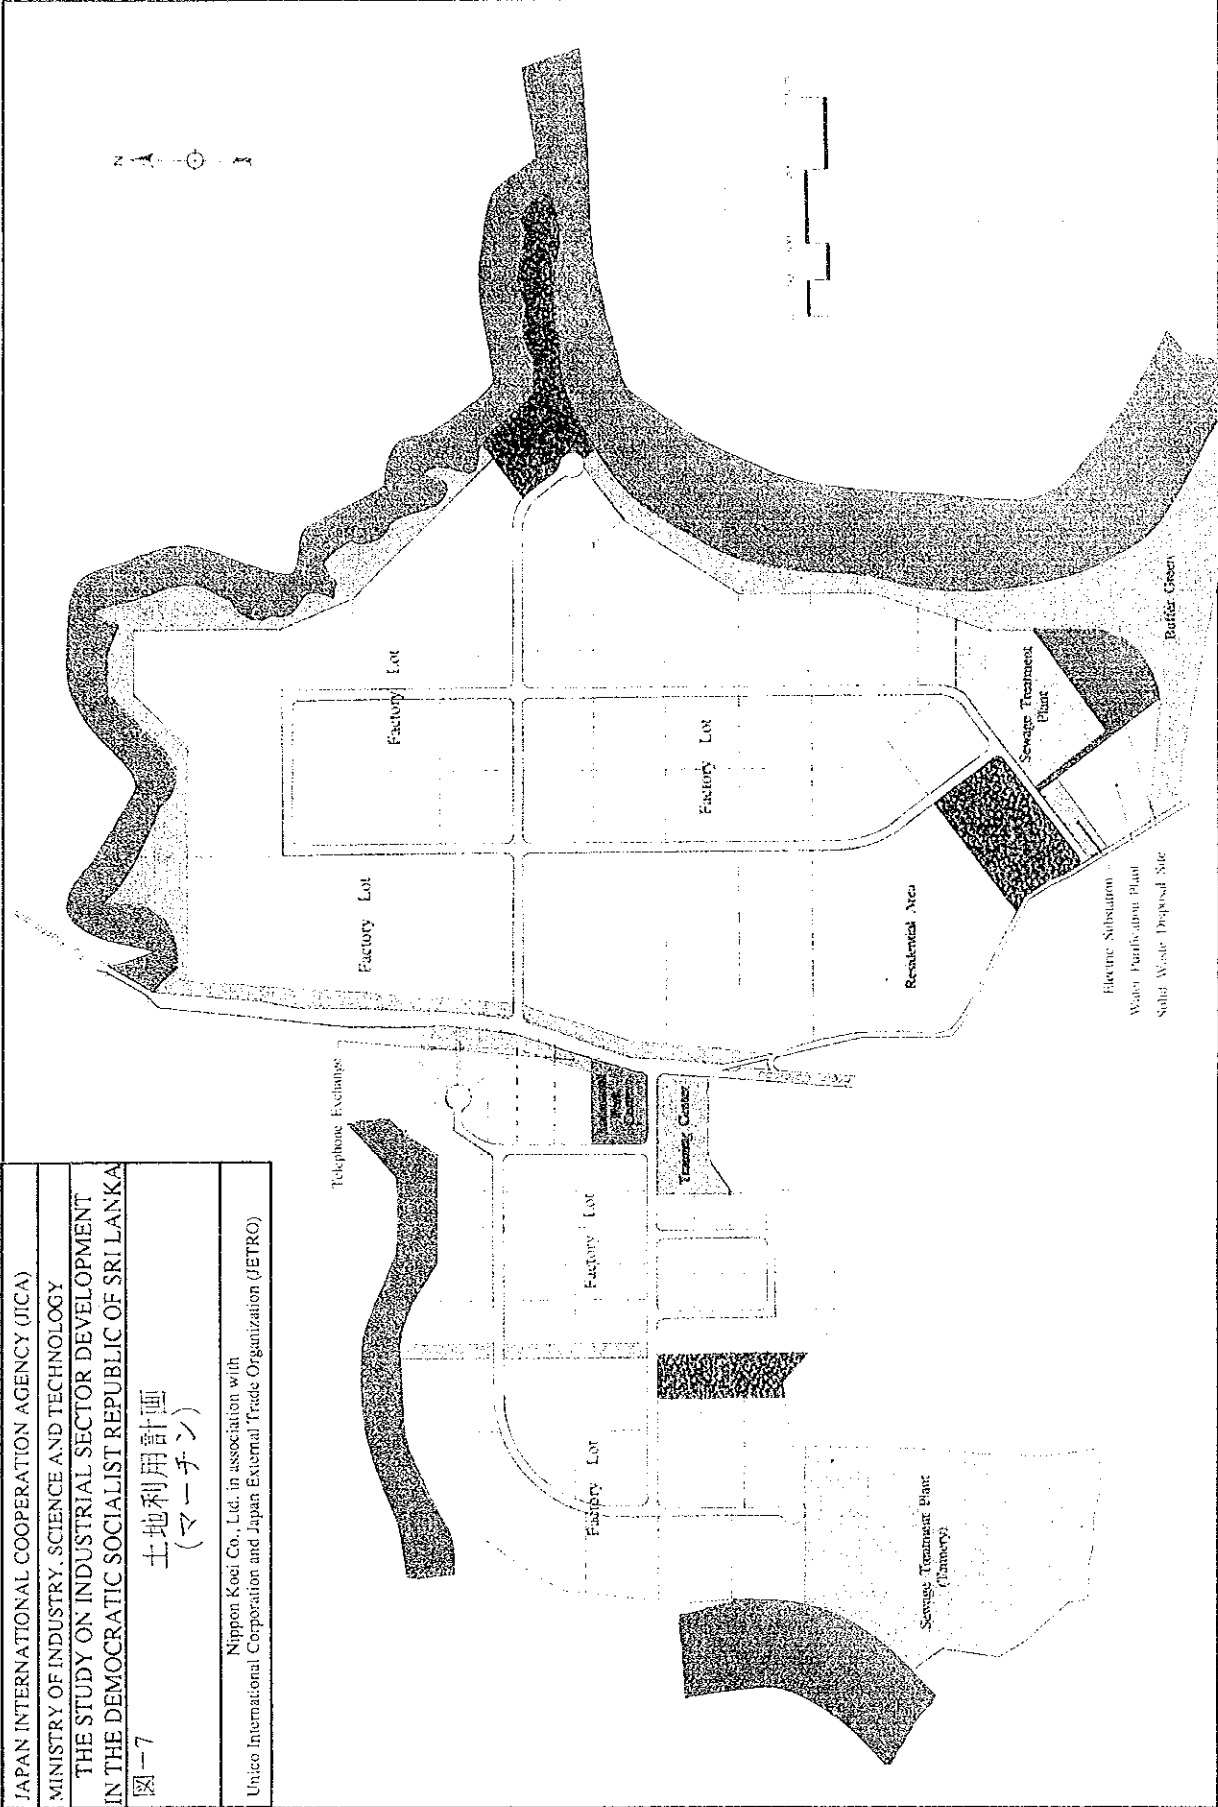 JAPAN INTERNATIONAL COOPERATION AGENCY (JICA)
MINISTRY OF INDUSTRY, SCIENCE AND TECHNOLOGY
THE STUDY ON INDUSTRIAL SECTOR DEVELOPMENT
IN THE DEMOCRATIC SOCIALIST REPUBLIC OF SRI LANKA
図－7 土地利用計画
(マーチン)
Nippon Koei Co., Ltd. in association with
Unico International Corporation and Japan External Trade Organization (JETRO)
N
Telephone Exchange
Factory Lot
Factory Lot
Factory Lot
Training Center
Factory Lot
Factory Lot
Residential Area
Sewage Treatment Plant
(Tannery)
Sewage Treatment
Plant
Buffer Green
Electric Substation
Water Purification Plant
Solid Waste Disposal Site